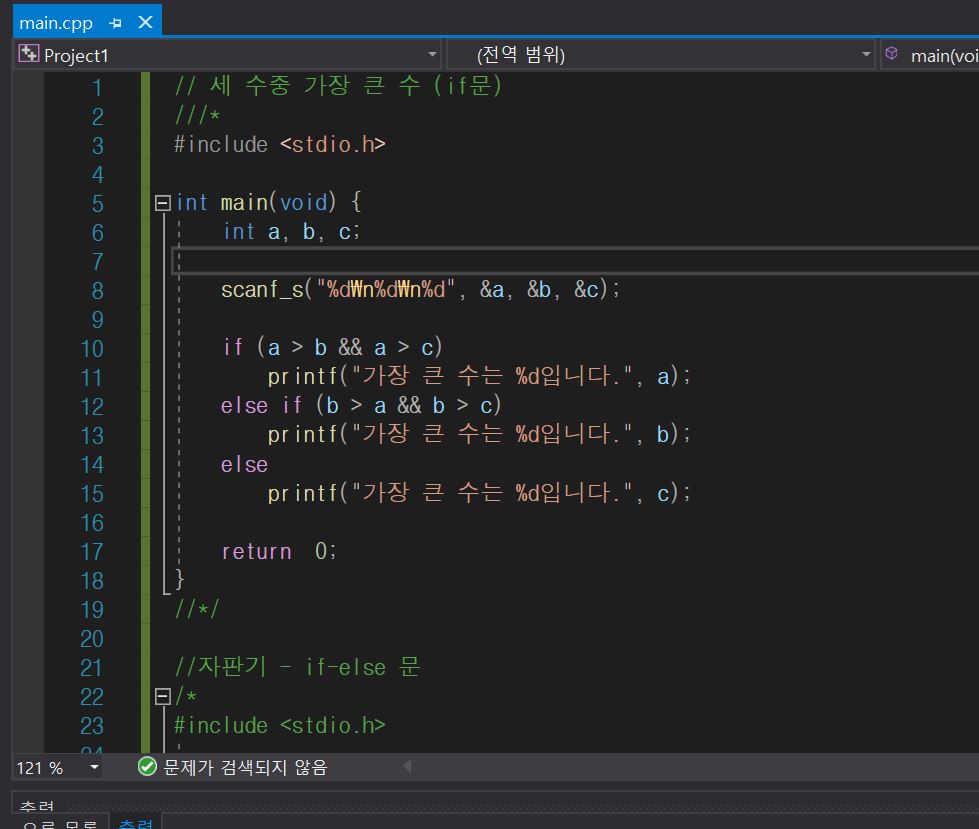 main.cpp
Project1 (전역 범위) main(voi
1 // 세 수중 가장 큰 수 (if문)
2 ///*
3 #include <stdio.h>
4
5 int main(void) {
6 int a, b, c;
7
8 scanf_s("%d₩n%d₩n%d", &a, &b, &c);
9
10 if (a > b && a > c)
11 printf("가장 큰 수는 %d입니다.", a);
12 else if (b > a && b > c)
13 printf("가장 큰 수는 %d입니다.", b);
14 else
15 printf("가장 큰 수는 %d입니다.", c);
16
17 return 0;
18 }
19 //*/
20
21 //자판기 - if-else 문
22 /*
23 #include <stdio.h>
24
121 % 문제가 검색되지 않음
출력
오류 목록 출력